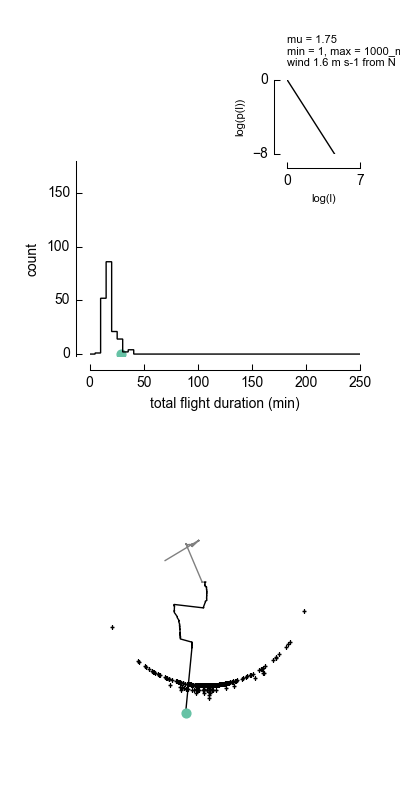 mu = 1.75
min = 1, max = 1000_m
wind 1.6 m s-1 from N
0
log(p(l))
−8
0 7
log(l)
150
100
count
50
0
0 50 100 150 200 250
total flight duration (min)